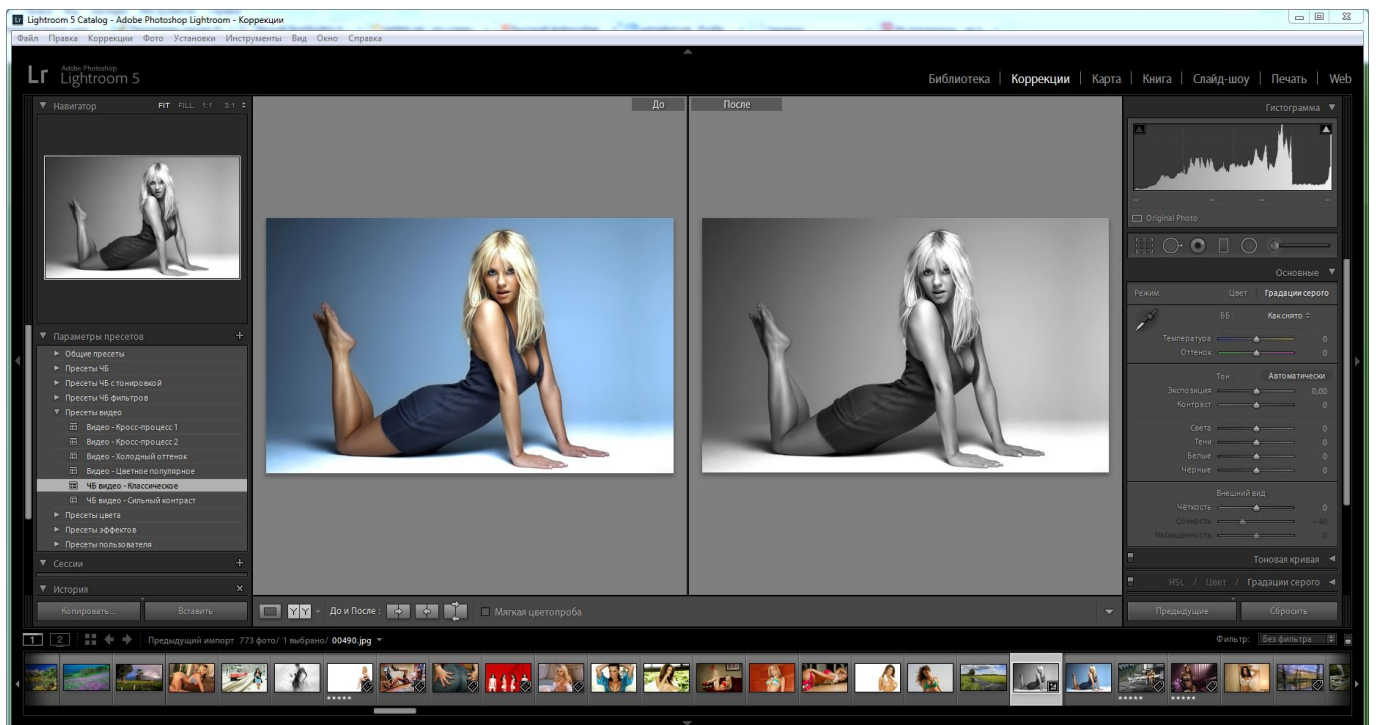 Lightroom 5 Catalog - Adobe Photoshop Lightroom - Коррекции
Файл Правка Коррекции Фото Установки Инструменты Вид Окно Справка
Lr Adobe Photoshop
Lightroom 5
Библиотека | Коррекции | Карта | Книга | Слайд-шоу | Печать | Web
Навигатор FIT FILL 1:1 3:1
До
После
Гистограмма
Original Photo
Основные
Режим: Цвет Градации серого
ББ: Как снято
Температура 0
Оттенок 0
Тон: Автоматически
Экспозиция 0,00
Контраст 0
Света 0
Тени 0
Белые 0
Чёрные 0
Внешний вид
Чёткость 0
Сочность -40
Насыщенность 0
Тоновая кривая
HSL / Цвет / Градации серого
Предыдущие Сбросить
Параметры пресетов
Общие пресеты
Пресеты ЧБ
Пресеты ЧБ с тонировкой
Пресеты ЧБ фильтров
Пресеты видео
Видео - Кросс-процесс 1
Видео - Кросс-процесс 2
Видео - Холодный оттенок
Видео - Цветное популярное
ЧБ видео - Классическое
ЧБ видео - Сильный контраст
Пресеты цвета
Пресеты эффектов
Пресеты пользователя
Сессии
История
Копировать... Вставить
YY До и После: Мягкая цветопроба
1 2 Предыдущий импорт 773 фото/ 1 выбрано/ 00490.jpg
Фильтр: Без фильтра